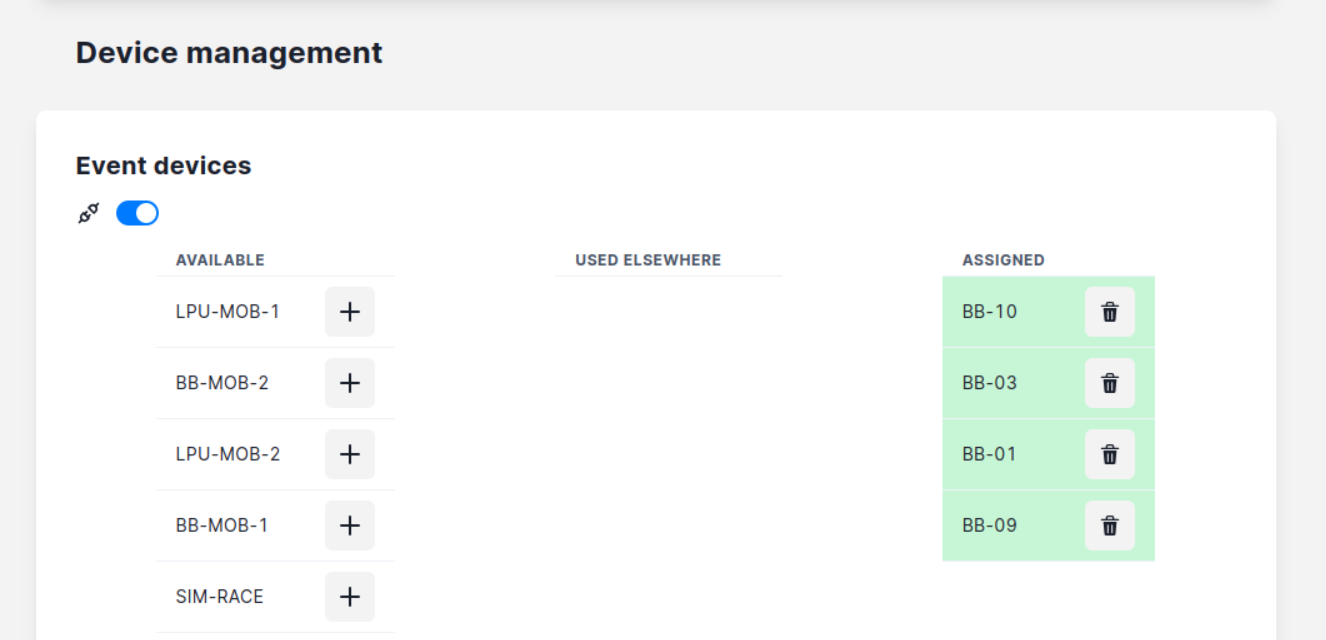 Device management
Event devices
AVAILABLE USED ELSEWHERE ASSIGNED
LPU-MOB-1 BB-10
BB-MOB-2 BB-03
LPU-MOB-2 BB-01
BB-MOB-1 BB-09
SIM-RACE